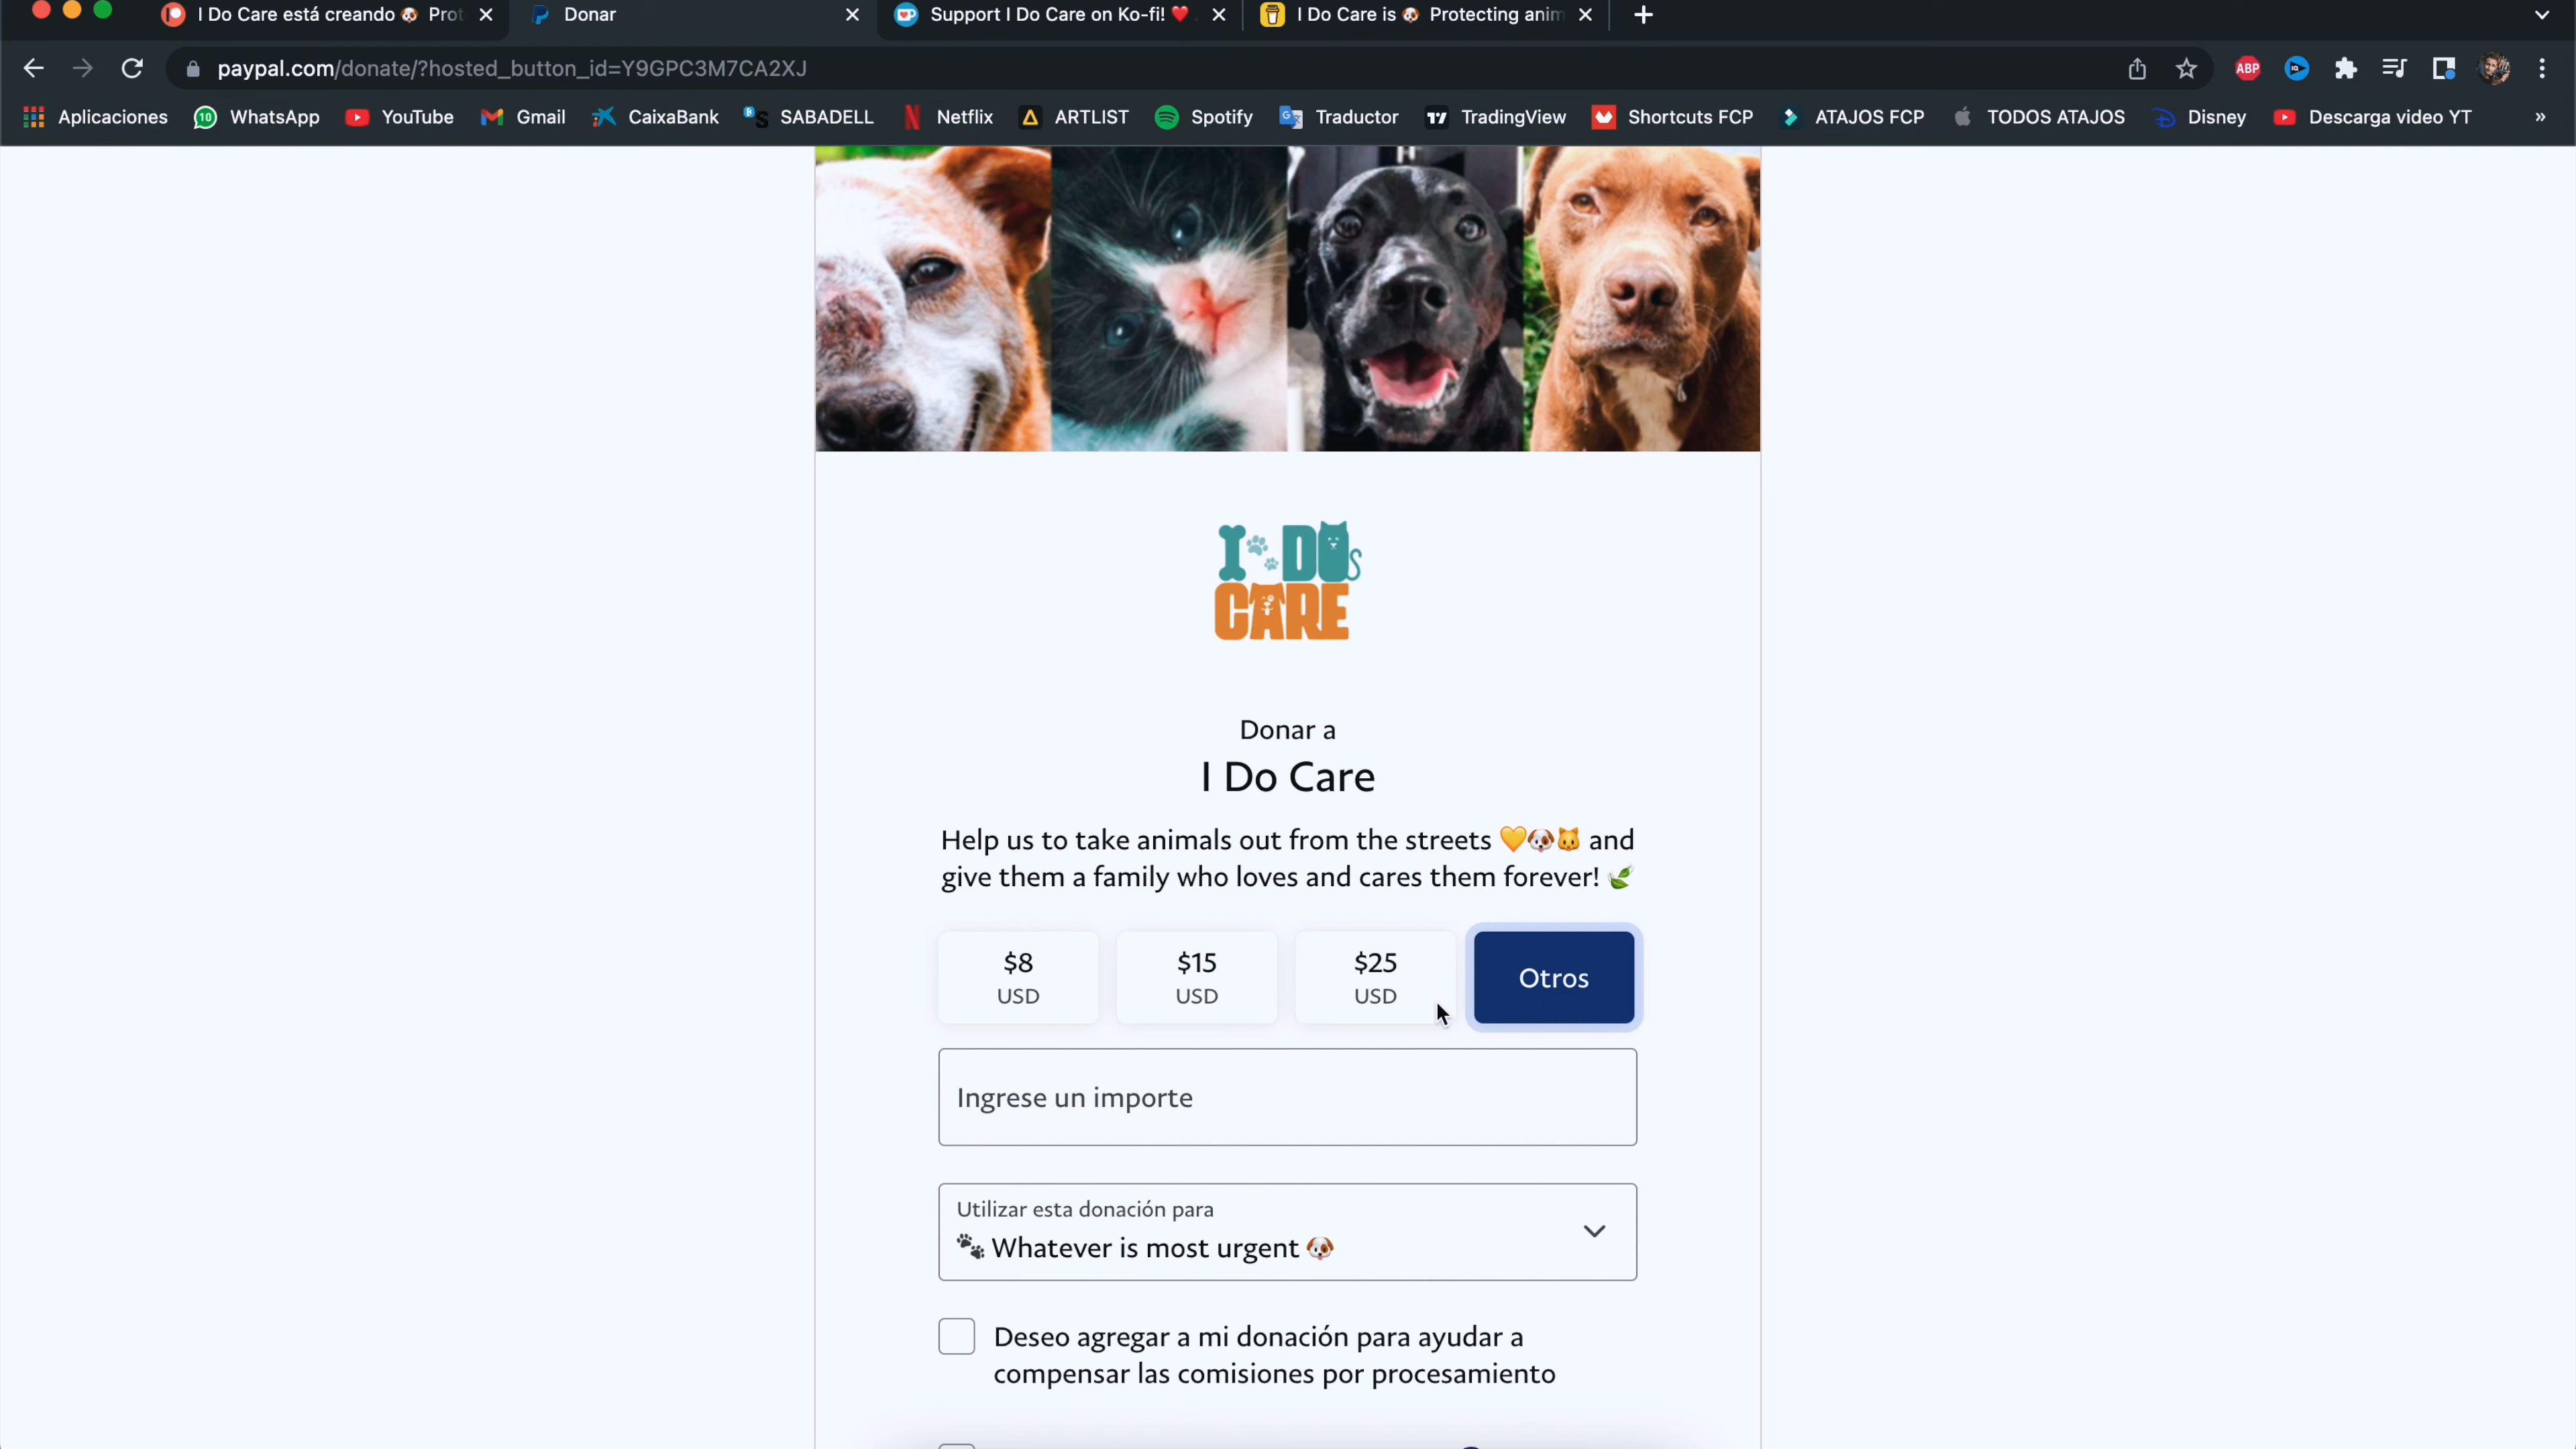 I Do Care está creando 🐶 Prot
Donar
Support I Do Care on Ko-fi! ❤️
I Do Care is 🐶 Protecting anim
paypal.com/donate/?hosted_button_id=Y9GPC3M7CA2XJ
ABP
Aplicaciones
10
WhatsApp
YouTube
Gmail
CaixaBank
SABADELL
Netflix
ARTLIST
Spotify
Traductor
TradingView
Shortcuts FCP
ATAJOS FCP
TODOS ATAJOS
Disney
Descarga video YT
»
I DO
CARE
Donar a
I Do Care
Help us to take animals out from the streets 💛🐶🐱 and
give them a family who loves and cares them forever! 🍃
$8
USD
$15
USD
$25
USD
Otros
Ingrese un importe
Utilizar esta donación para
🐾 Whatever is most urgent 🐶
Deseo agregar a mi donación para ayudar a
compensar las comisiones por procesamiento